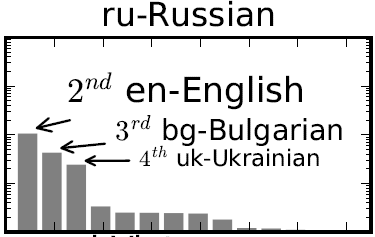 ru-Russian
2nd en-English
3rd bg-Bulgarian
4th uk-Ukrainian